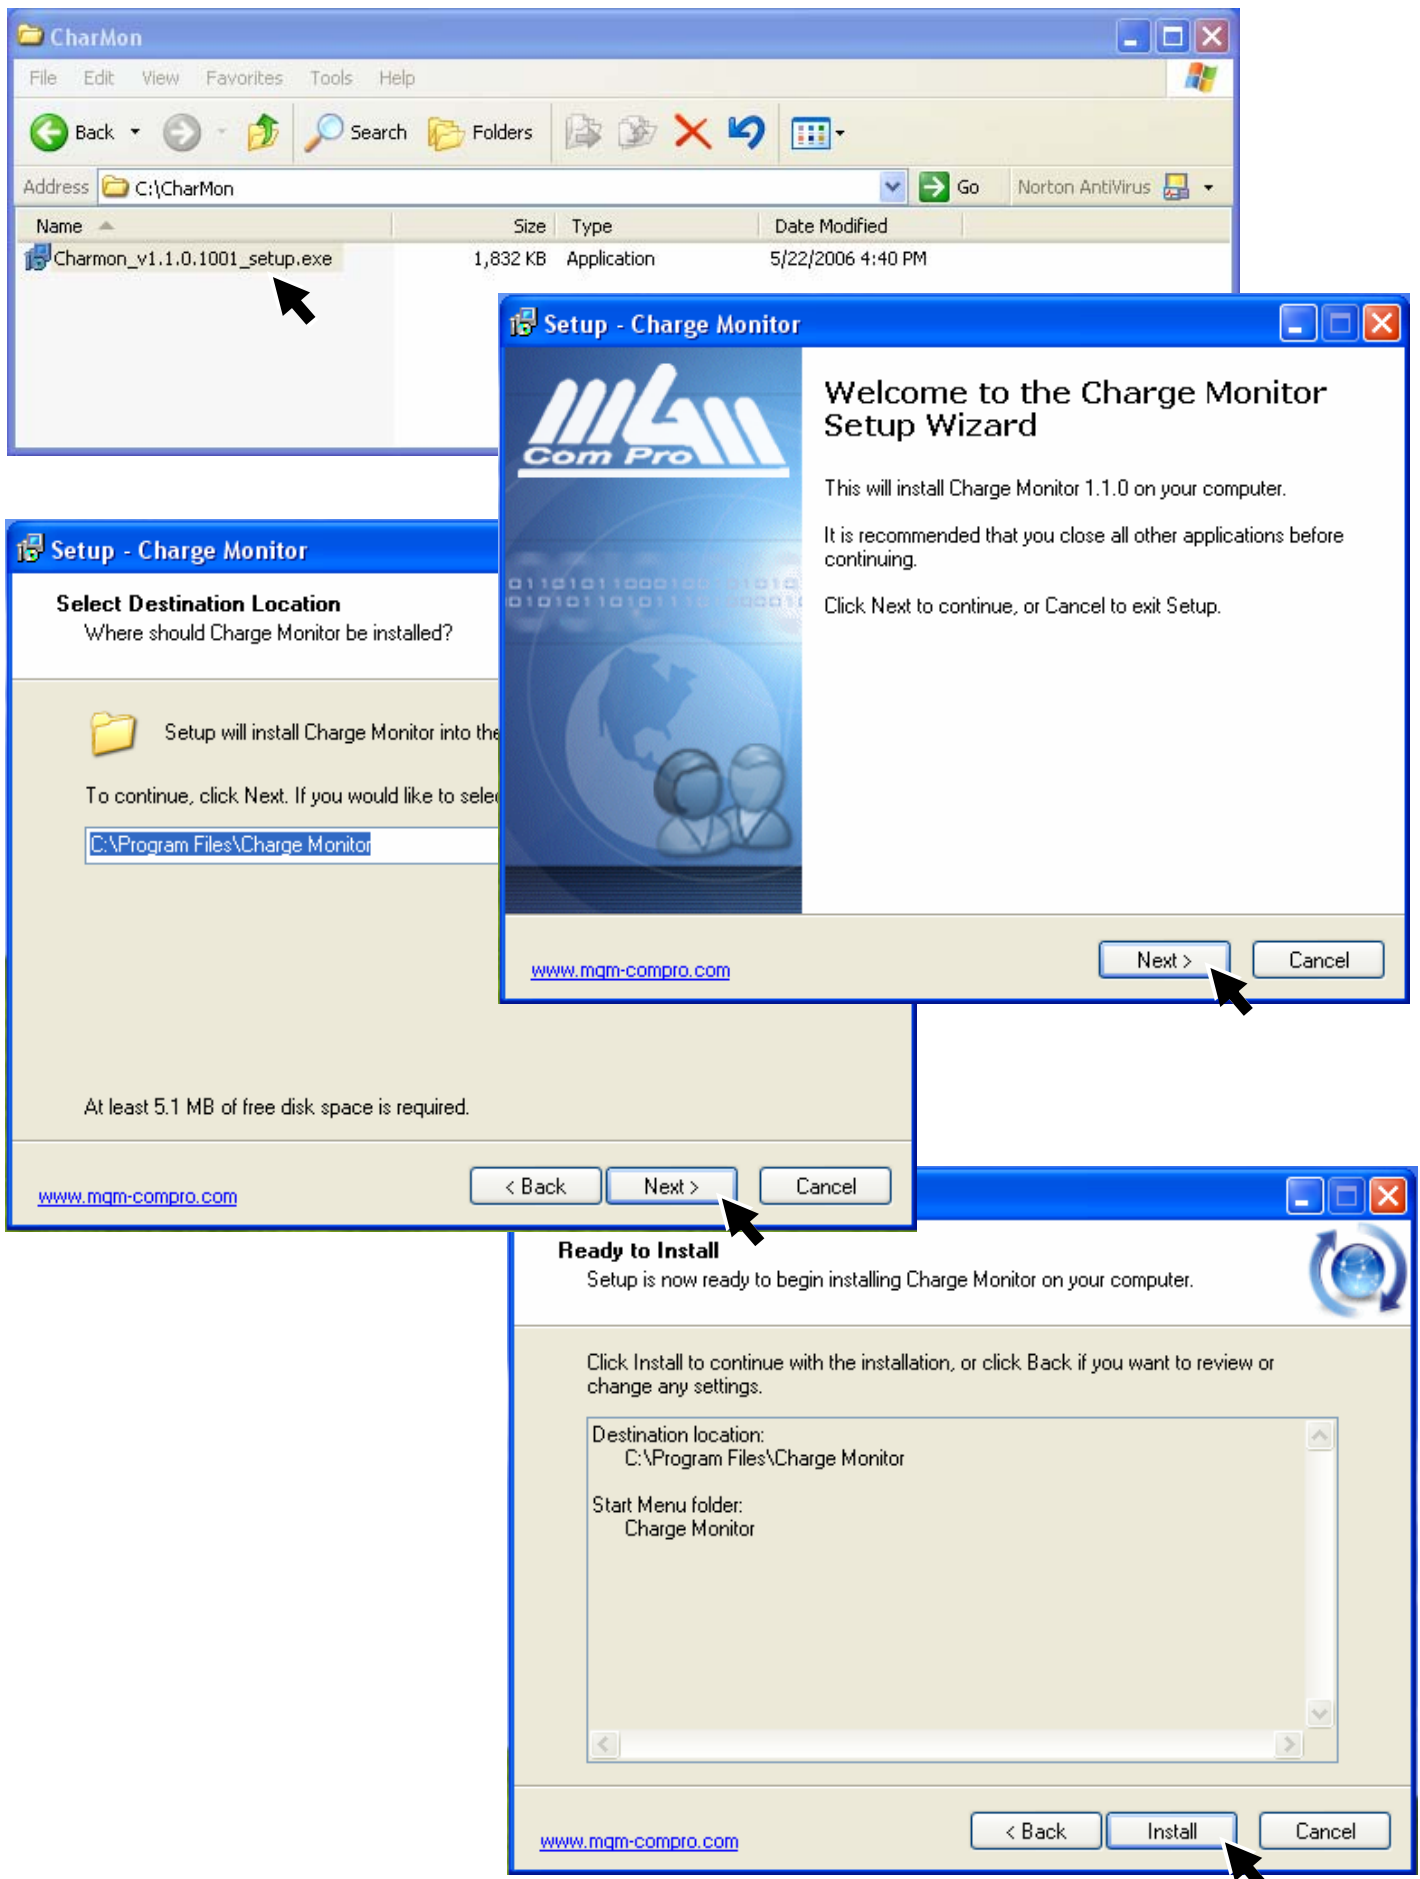 CharMon
File Edit View Favorites Tools Help
Back Search Folders
Address C:\CharMon Go Norton AntiVirus
Name Size Type Date Modified
Charmon_v1.1.0.1001_setup.exe 1,832 KB Application 5/22/2006 4:40 PM
Setup - Charge Monitor
MGM
Com Pro
Welcome to the Charge Monitor
Setup Wizard
This will install Charge Monitor 1.1.0 on your computer.
It is recommended that you close all other applications before
continuing.
Click Next to continue, or Cancel to exit Setup.
www.mgm-compro.com
Next > Cancel
Setup - Charge Monitor
Select Destination Location
Where should Charge Monitor be installed?
Setup will install Charge Monitor into the
To continue, click Next. If you would like to selec
C:\Program Files\Charge Monitor
At least 5.1 MB of free disk space is required.
www.mgm-compro.com
< Back Next > Cancel
Ready to Install
Setup is now ready to begin installing Charge Monitor on your computer.
Click Install to continue with the installation, or click Back if you want to review or
change any settings.
Destination location:
C:\Program Files\Charge Monitor
Start Menu folder:
Charge Monitor
www.mgm-compro.com
< Back Install Cancel